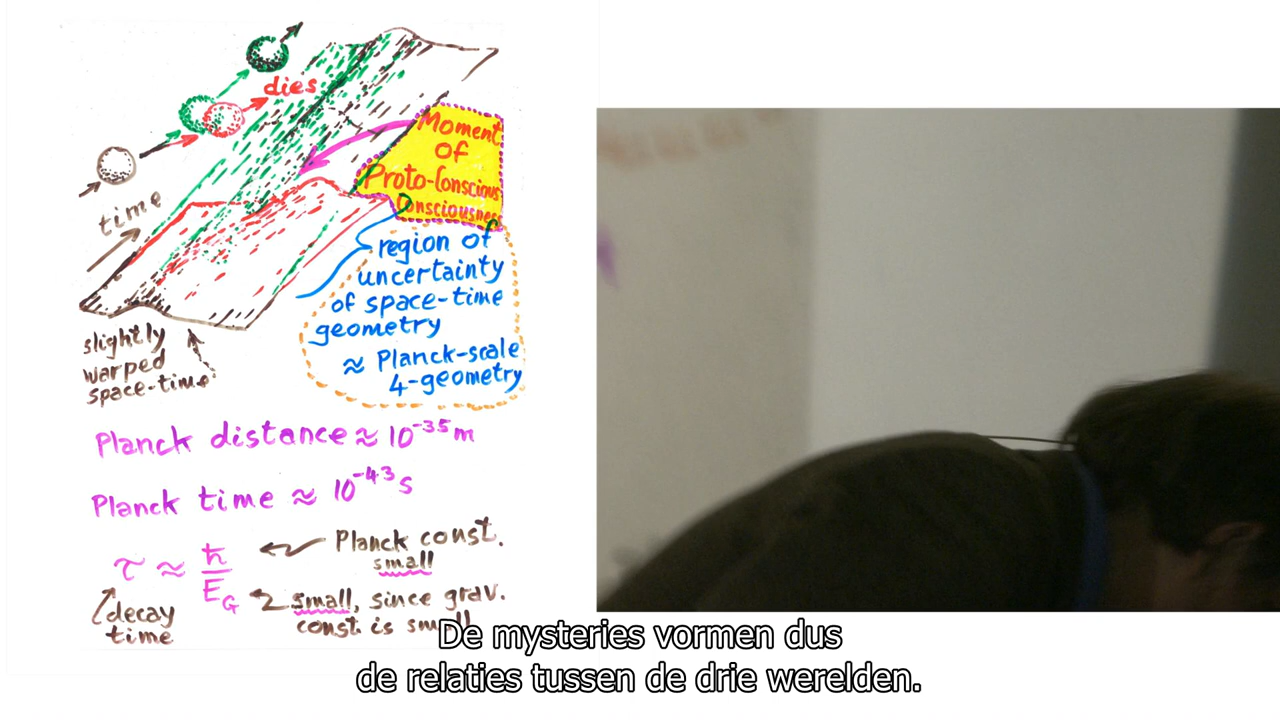 dies
Moment
of
Proto-Conscious
Consciousness
time
region of
uncertainty
of space-time
geometry
≈ Planck-scale
4-geometry
slightly
warped
space-time
Planck distance ≈ 10⁻³⁵m
Planck time ≈ 10⁻⁴³s
τ ≈ ħ/E_G
Planck const.
small
small, since grav.
const. is small
decay
time
De mysteries vormen dus
de relaties tussen de drie werelden.